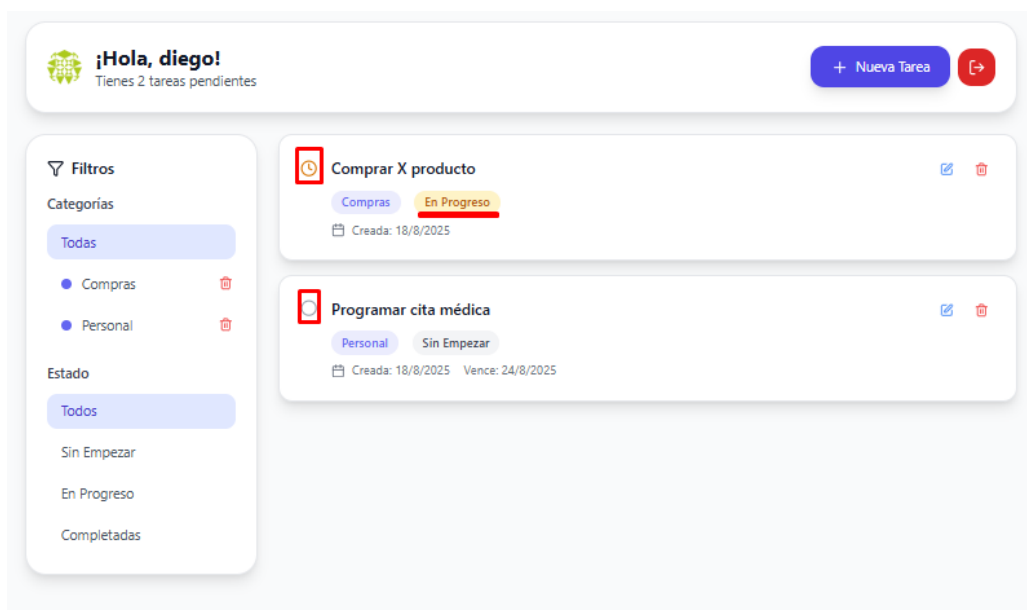 ¡Hola, diego!
Tienes 2 tareas pendientes
+ Nueva Tarea
Filtros
Categorías
Todas
Compras
Personal
Estado
Todos
Sin Empezar
En Progreso
Completadas
Comprar X producto
Compras En Progreso
Creada: 18/8/2025
Programar cita médica
Personal Sin Empezar
Creada: 18/8/2025 Vence: 24/8/2025